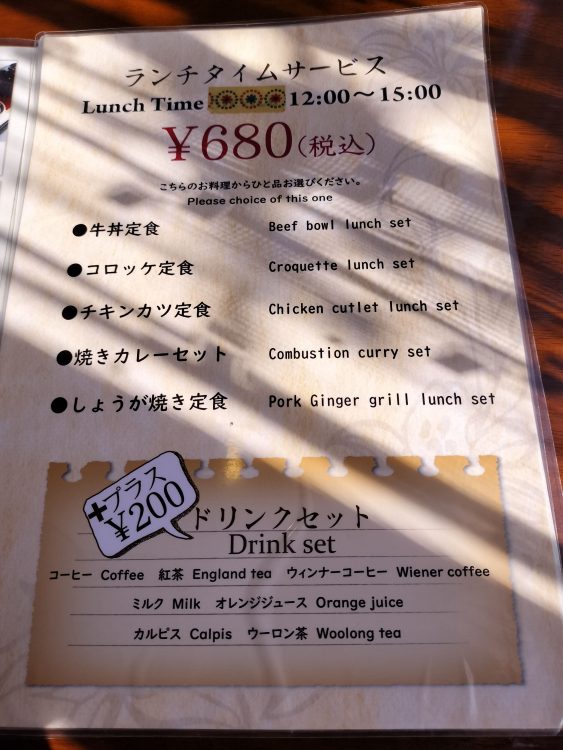 ランチタイムサービス
Lunch Time 12:00～15:00
¥680(税込)
こちらのお料理からひと品お選びください。
Please choice of this one
●牛丼定食 Beef bowl lunch set
●コロッケ定食 Croquette lunch set
●チキンカツ定食 Chicken cutlet lunch set
●焼きカレーセット Combustion curry set
●しょうが焼き定食 Pork Ginger grill lunch set
+プラス
¥200
ドリンクセット
Drink set
コーヒー Coffee 紅茶 England tea ウィンナーコーヒー Wiener coffee
ミルク Milk オレンジジュース Orange juice
カルピス Calpis ウーロン茶 Woolong tea